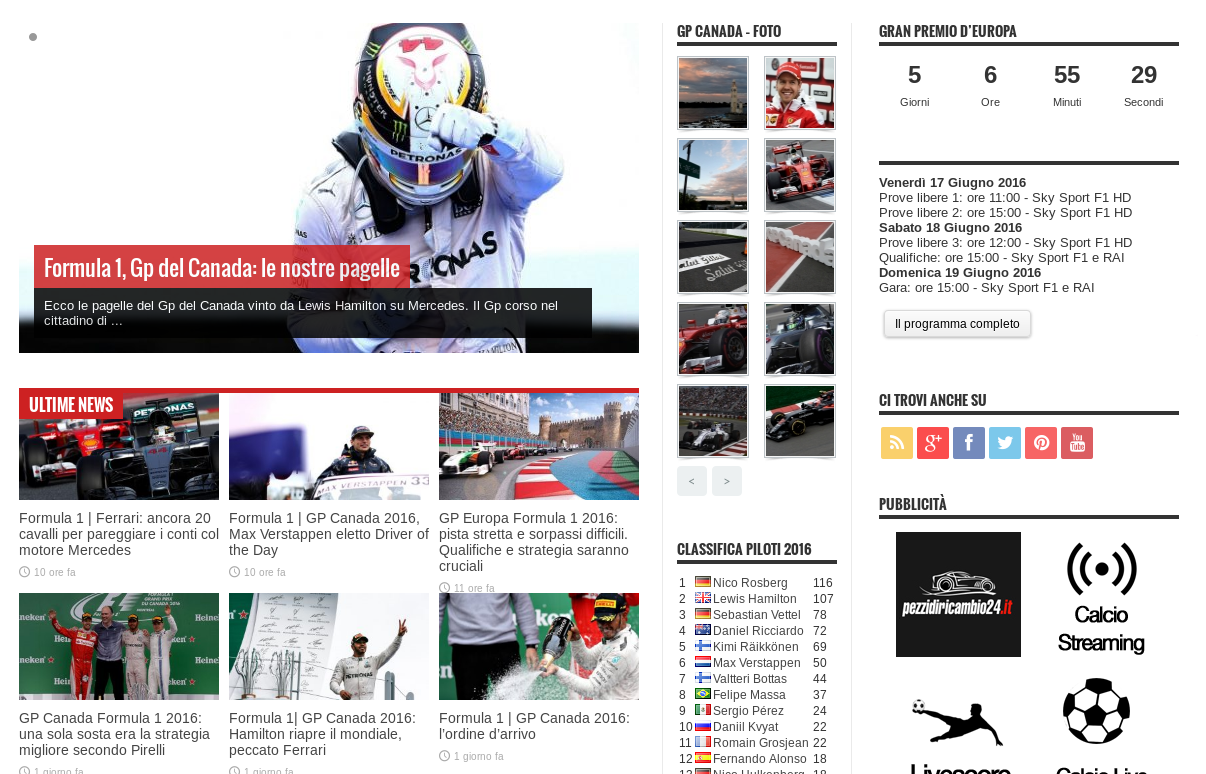 Formula 1, Gp del Canada: le nostre pagelle
Ecco le pagelle del Gp del Canada vinto da Lewis Hamilton su Mercedes. Il Gp corso nel
cittadino di ...
ULTIME NEWS
Formula 1 | Ferrari: ancora 20
cavalli per pareggiare i conti col
motore Mercedes
10 ore fa
Formula 1 | GP Canada 2016,
Max Verstappen eletto Driver of
the Day
10 ore fa
GP Europa Formula 1 2016:
pista stretta e sorpassi difficili.
Qualifiche e strategia saranno
cruciali
11 ore fa
GP Canada Formula 1 2016:
una sola sosta era la strategia
migliore secondo Pirelli
1 giorno fa
Formula 1| GP Canada 2016:
Hamilton riapre il mondiale,
peccato Ferrari
1 giorno fa
Formula 1 | GP Canada 2016:
l'ordine d'arrivo
1 giorno fa
GP CANADA - FOTO
< >
CLASSIFICA PILOTI 2016
1 Nico Rosberg 116
2 Lewis Hamilton 107
3 Sebastian Vettel 78
4 Daniel Ricciardo 72
5 Kimi Räikkönen 69
6 Max Verstappen 50
7 Valtteri Bottas 44
8 Felipe Massa 37
9 Sergio Pérez 24
10 Daniil Kvyat 22
11 Romain Grosjean 22
12 Fernando Alonso 18
13 Nico Hulkenberg 18
GRAN PREMIO D'EUROPA
5 6 55 29
Giorni Ore Minuti Secondi
Venerdì 17 Giugno 2016
Prove libere 1: ore 11:00 - Sky Sport F1 HD
Prove libere 2: ore 15:00 - Sky Sport F1 HD
Sabato 18 Giugno 2016
Prove libere 3: ore 12:00 - Sky Sport F1 HD
Qualifiche: ore 15:00 - Sky Sport F1 e RAI
Domenica 19 Giugno 2016
Gara: ore 15:00 - Sky Sport F1 e RAI
Il programma completo
CI TROVI ANCHE SU
You Tube
PUBBLICITÀ
pezzidiricambio24.it
Calcio
Streaming
Livescore
Calcio Live